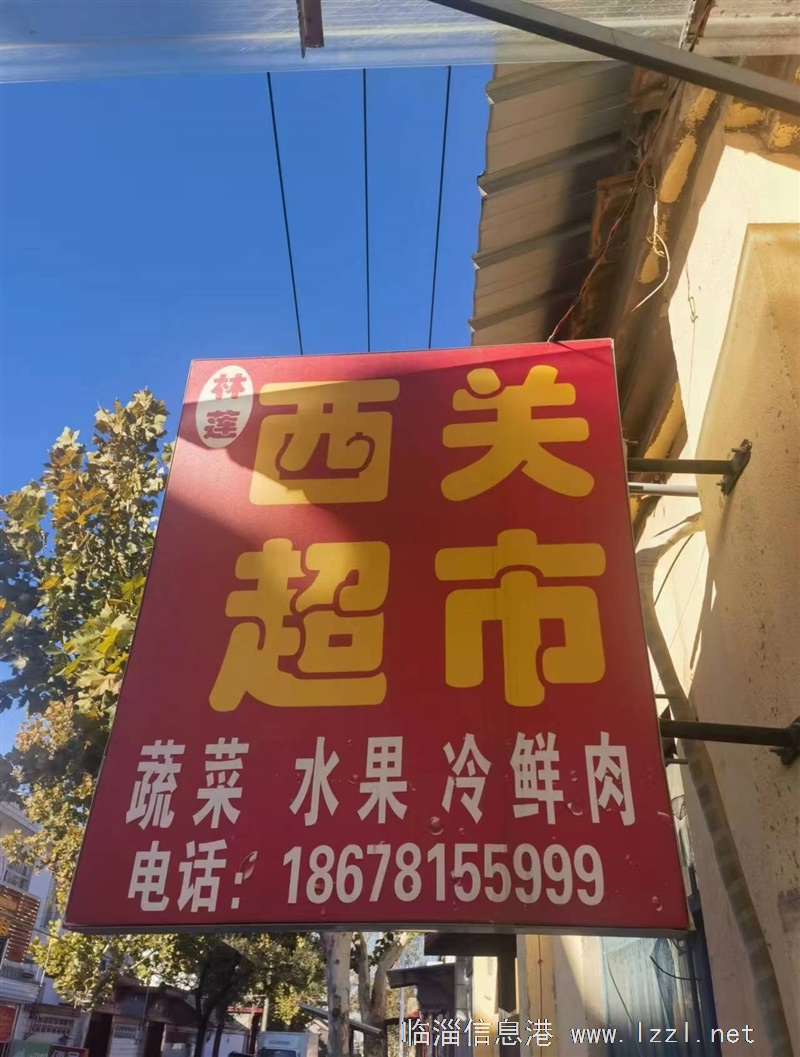 林莲
西关
超市
蔬菜 水果 冷鲜肉
电话：18678155999
临淄信息港 www.lzzl.net